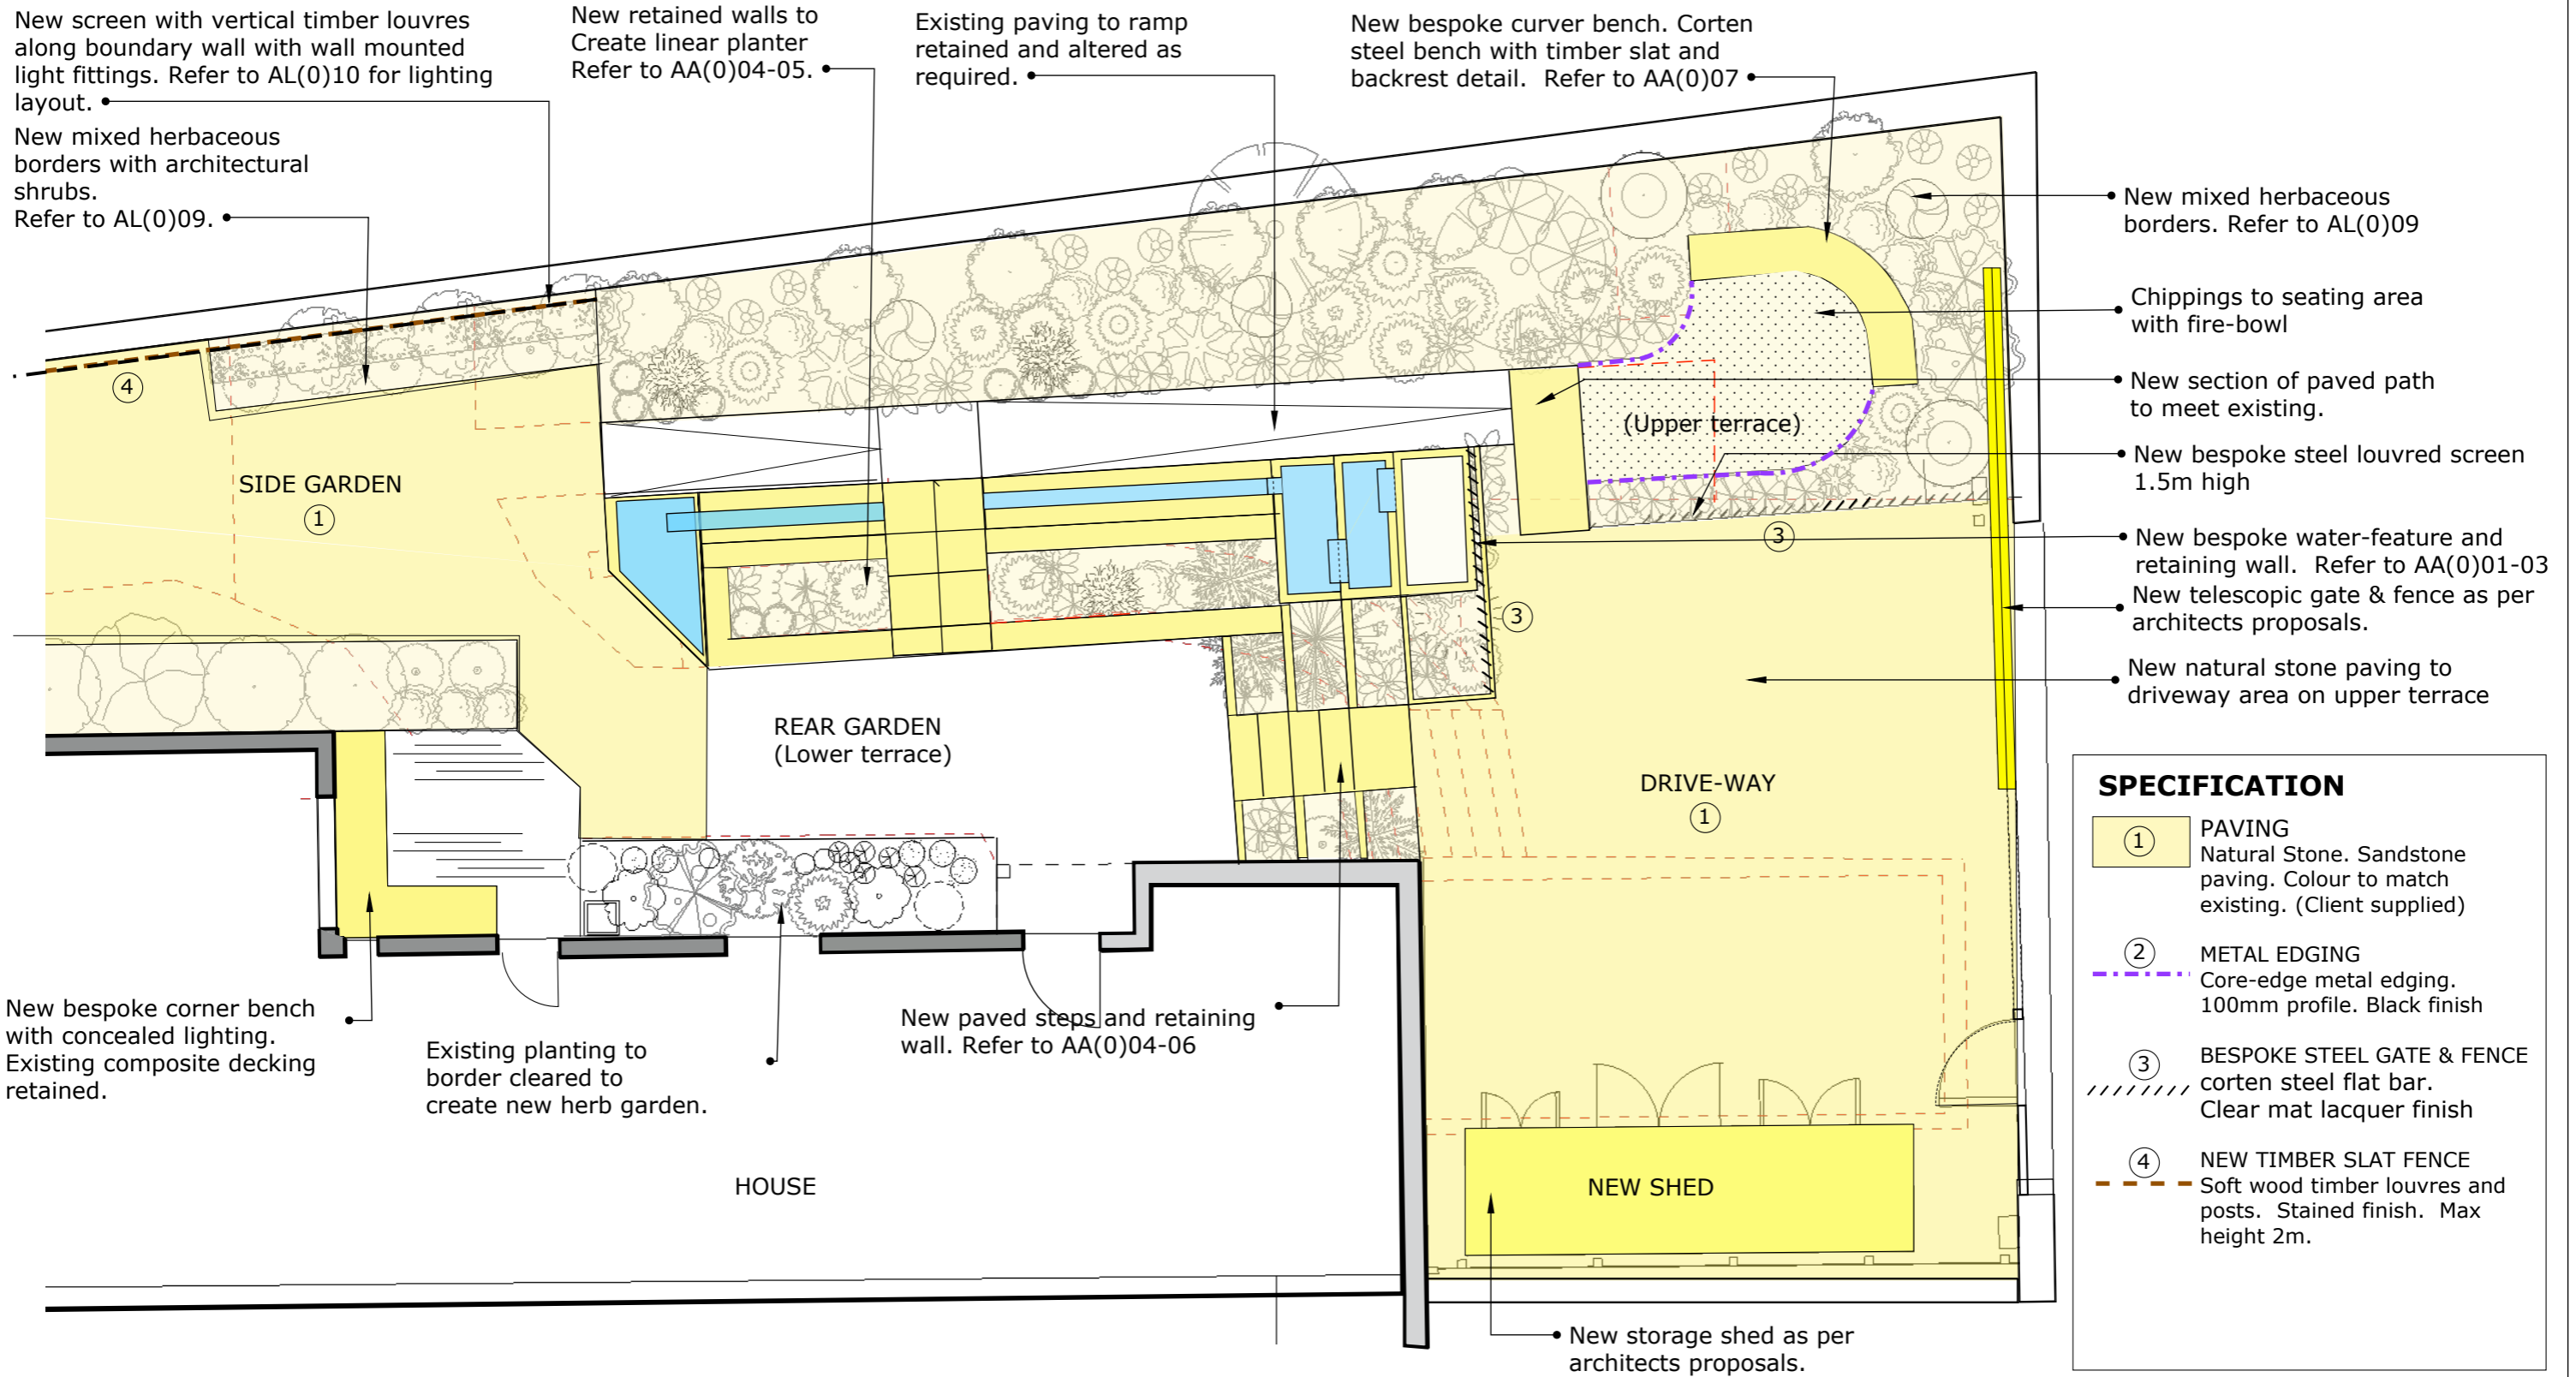 New screen with vertical timber louvres
along boundary wall with wall mounted
light fittings. Refer to AL(0)10 for lighting
layout.
New mixed herbaceous
borders with architectural
shrubs.
Refer to AL(0)09.
New retained walls to
Create linear planter
Refer to AA(0)04-05.
Existing paving to ramp
retained and altered as
required.
New bespoke curver bench. Corten
steel bench with timber slat and
backrest detail.  Refer to AA(0)07
New mixed herbaceous
borders. Refer to AL(0)09
Chippings to seating area
with fire-bowl
New section of paved path
to meet existing.
New bespoke steel louvred screen
1.5m high
New bespoke water-feature and
retaining wall.  Refer to AA(0)01-03
New telescopic gate & fence as per
architects proposals.
New natural stone paving to
driveway area on upper terrace
4
SIDE GARDEN
1
(Upper terrace)
3
3
REAR GARDEN
(Lower terrace)
DRIVE-WAY
1
New bespoke corner bench
with concealed lighting.
Existing composite decking
retained.
Existing planting to
border cleared to
create new herb garden.
New paved steps and retaining
wall. Refer to AA(0)04-06
HOUSE
NEW SHED
New storage shed as per
architects proposals.
SPECIFICATION
1
PAVING
Natural Stone. Sandstone
paving. Colour to match
existing. (Client supplied)
2
METAL EDGING
Core-edge metal edging.
100mm profile. Black finish
3
BESPOKE STEEL GATE & FENCE
corten steel flat bar.
Clear mat lacquer finish
4
NEW TIMBER SLAT FENCE
Soft wood timber louvres and
posts.  Stained finish.  Max
height 2m.